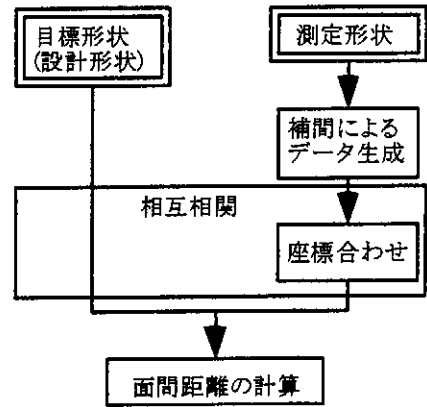 目標形状
(設計形状)
測定形状
補間による
データ生成
相互相関
座標合わせ
面間距離の計算